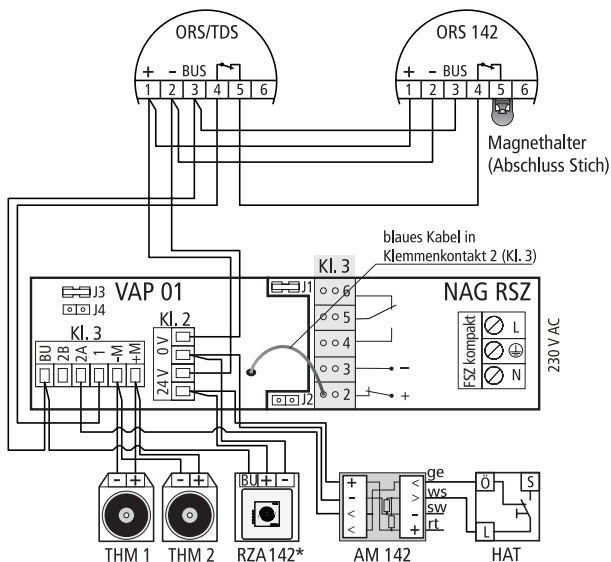 ORS/TDS
ORS 142
+ – BUS
+ – BUS
1 2 3 4 5 6
1 2 3 4 5 6
Magnethalter
(Abschluss Stich)
blaues Kabel in
Klemmenkontakt 2 (Kl. 3)
Kl. 3
J3
VAP 01
J1
6
NAG RSZ
J4
5
Kl. 3
Kl. 2
4
BU 2B 2A 1 -M +M
24 V 0 V
3 –
J2
2 +
FSZ kompakt
L
N
230 V AC
– +
– +
BU + –
+
–
<
<
<
>
<
<
ge
ws
sw
rt
Ö
S
L
THM 1
THM 2
RZA 142*
AM 142
HAT